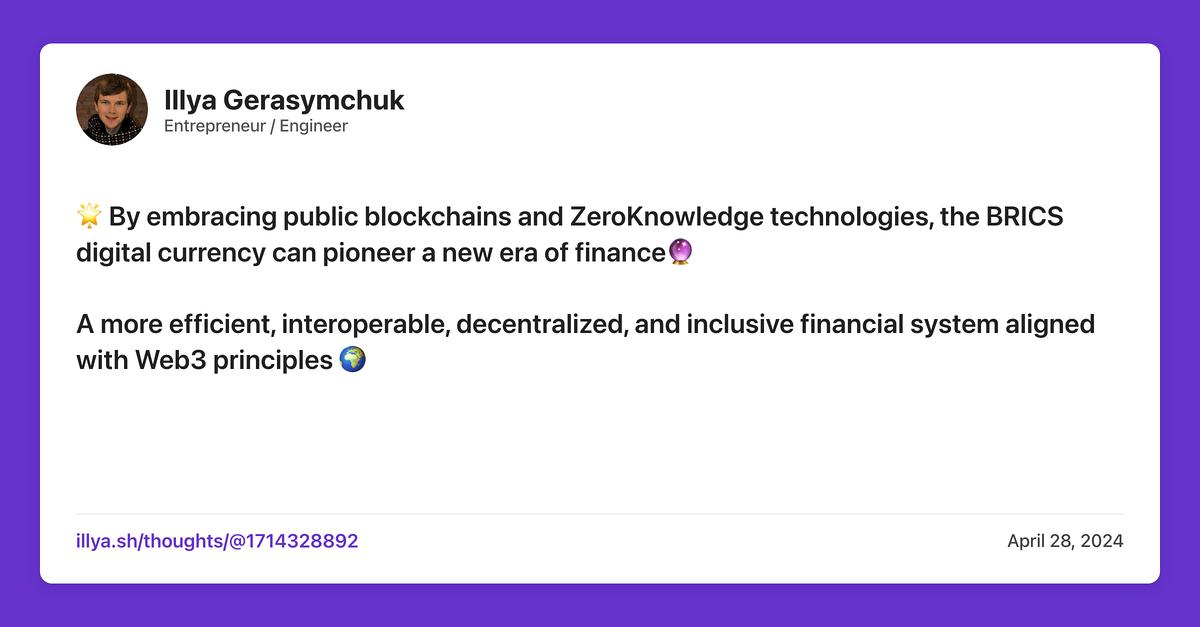 Illya Gerasymchuk
Entrepreneur / Engineer
🌟 By embracing public blockchains and ZeroKnowledge technologies, the BRICS
digital currency can pioneer a new era of finance🔮
A more efficient, interoperable, decentralized, and inclusive financial system aligned
with Web3 principles 🌍
illya.sh/thoughts/@1714328892
April 28, 2024